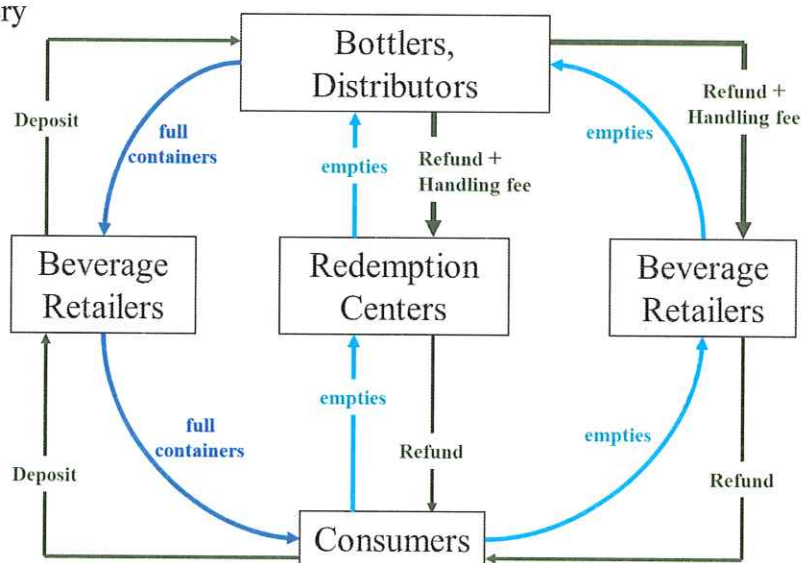 ry
Bottlers,
Distributors
Deposit
full
containers
empties
Refund +
Handling fee
empties
Refund +
Handling fee
Beverage
Retailers
Redemption
Centers
Beverage
Retailers
full
containers
empties
empties
Deposit
Refund
Refund
Consumers